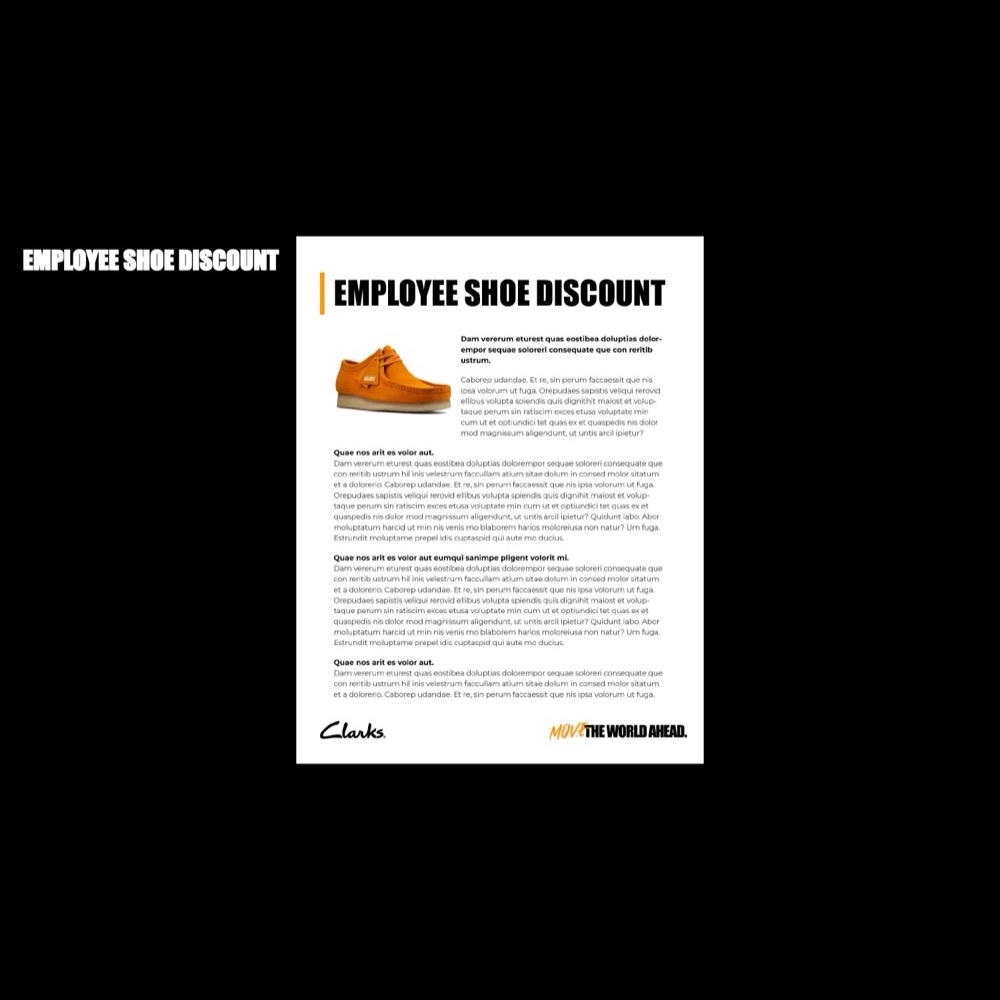 EMPLOYEE SHOE DISCOUNT
EMPLOYEE SHOE DISCOUNT
Dam vererum eturest quas eostibea doluptias dolor-
empor sequae soloreri consequate que con reritib
ustrum.
Caborep udandae. Et re, sin perum faccaessit que nis
ipsa volorum ut fuga. Orepudaes sapistis veliqui rerovid
ellibus volupta spiendis quis dignihit maiost et volup-
taque perum sin ratiscim exces etusa voluptate min
cum ut et optiundici tet quas ex et quaspedis nis dolor
mod magnissum aligendunt, ut untis arcil ipietur?
Quae nos arit es volor aut.
Dam vererum eturest quas eostibea doluptias dolorempor sequae soloreri consequate que
con reritib ustrum hil inis velestrum faccullam atium sitae dolum in consed molor sitatum
et a dolorerio. Caborep udandae. Et re, sin perum faccaessit que nis ipsa volorum ut fuga.
Orepudaes sapistis veliqui rerovid ellibus volupta spiendis quis dignihit maiost et volup-
taque perum sin ratiscim exces etusa voluptate min cum ut et optiundici tet quas ex et
quaspedis nis dolor mod magnissum aligendunt, ut untis arcil ipietur? Quidunt labo. Abor
moluptatum harcid ut min nis venis mo blaborem harios moloreiusa non natur? Um fuga.
Estrundit moluptame prepel idis cuptaspid qui aute mo ducius.
Quae nos arit es volor aut eumqui sanimpe pligent volorit mi.
Dam vererum eturest quas eostibea doluptias dolorempor sequae soloreri consequate que
con reritib ustrum hil inis velestrum faccullam atium sitae dolum in consed molor sitatum
et a dolorerio. Caborep udandae. Et re, sin perum faccaessit que nis ipsa volorum ut fuga.
Orepudaes sapistis veliqui rerovid ellibus volupta spiendis quis dignihit maiost et volup-
taque perum sin ratiscim exces etusa voluptate min cum ut et optiundici tet quas ex et
quaspedis nis dolor mod magnissum aligendunt, ut untis arcil ipietur? Quidunt labo. Abor
moluptatum harcid ut min nis venis mo blaborem harios moloreiusa non natur? Um fuga.
Estrundit moluptame prepel idis cuptaspid qui aute mo ducius.
Quae nos arit es volor aut.
Dam vererum eturest quas eostibea doluptias dolorempor sequae soloreri consequate que
con reritib ustrum hil inis velestrum faccullam atium sitae dolum in consed molor sitatum
et a dolorerio. Caborep udandae. Et re, sin perum faccaessit que nis ipsa volorum ut fuga.
Clarks.
MOVE THE WORLD AHEAD.